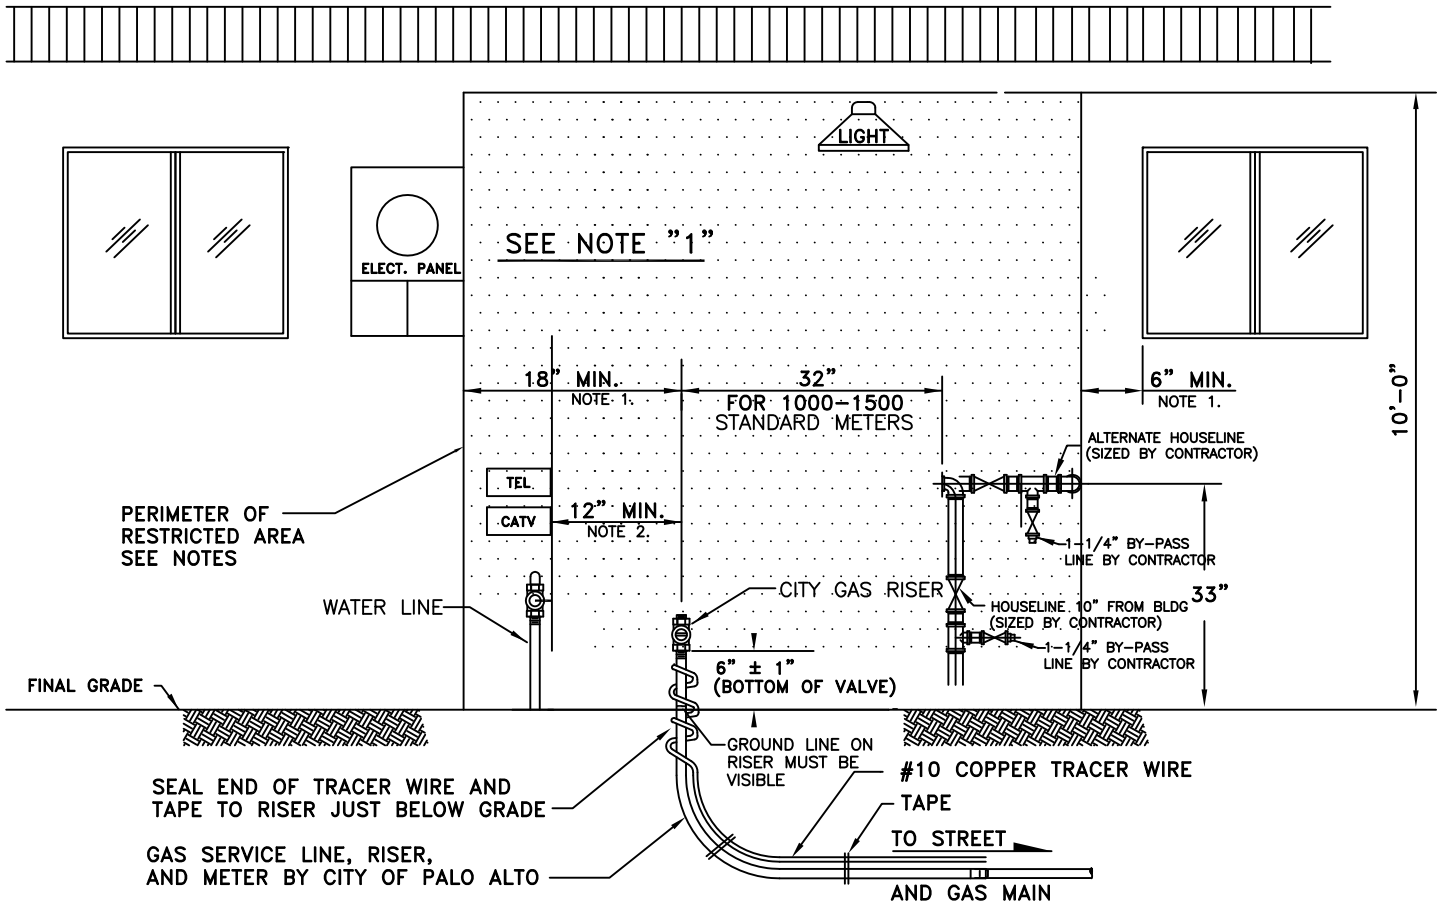 LIGHT
SEE NOTE "1"
ELECT. PANEL
18" MIN.
NOTE 1.
32"
FOR 1000-1500
STANDARD METERS
6" MIN.
NOTE 1.
10'-0"
ALTERNATE HOUSELINE
(SIZED BY CONTRACTOR)
TEL
CATV
12" MIN.
NOTE 2.
PERIMETER OF
RESTRICTED AREA
SEE NOTES
1-1/4" BY-PASS
LINE BY CONTRACTOR
WATER LINE
CITY GAS RISER
33"
HOUSELINE 10" FROM BLDG
(SIZED BY CONTRACTOR)
1-1/4" BY-PASS
LINE BY CONTRACTOR
6" ± 1"
(BOTTOM OF VALVE)
FINAL GRADE
GROUND LINE ON
RISER MUST BE
VISIBLE
#10 COPPER TRACER WIRE
SEAL END OF TRACER WIRE AND
TAPE TO RISER JUST BELOW GRADE
TAPE
TO STREET
GAS SERVICE LINE, RISER,
AND METER BY CITY OF PALO ALTO
AND GAS MAIN